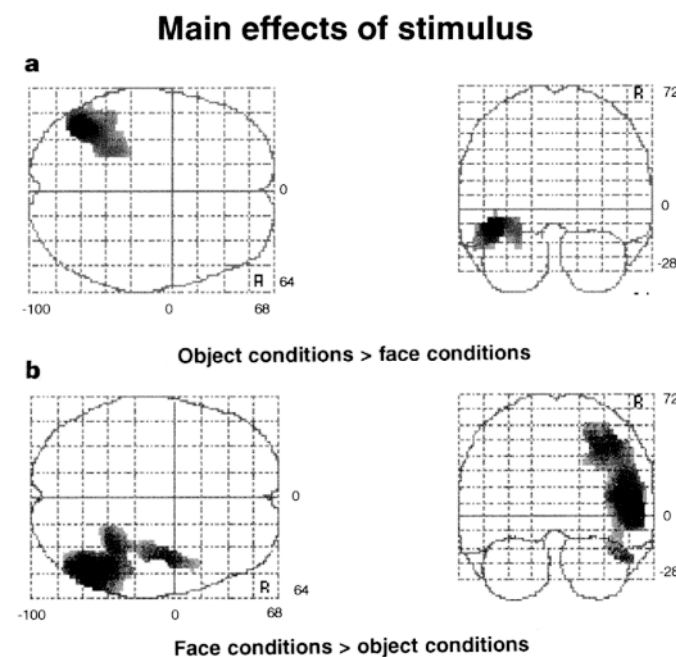 Main effects of stimulus
a
R
72
0
0
R
-28
64
-100 0 68
Object conditions > face conditions
b
R
72
0
0
R
-28
64
-100 0 68
Face conditions > object conditions